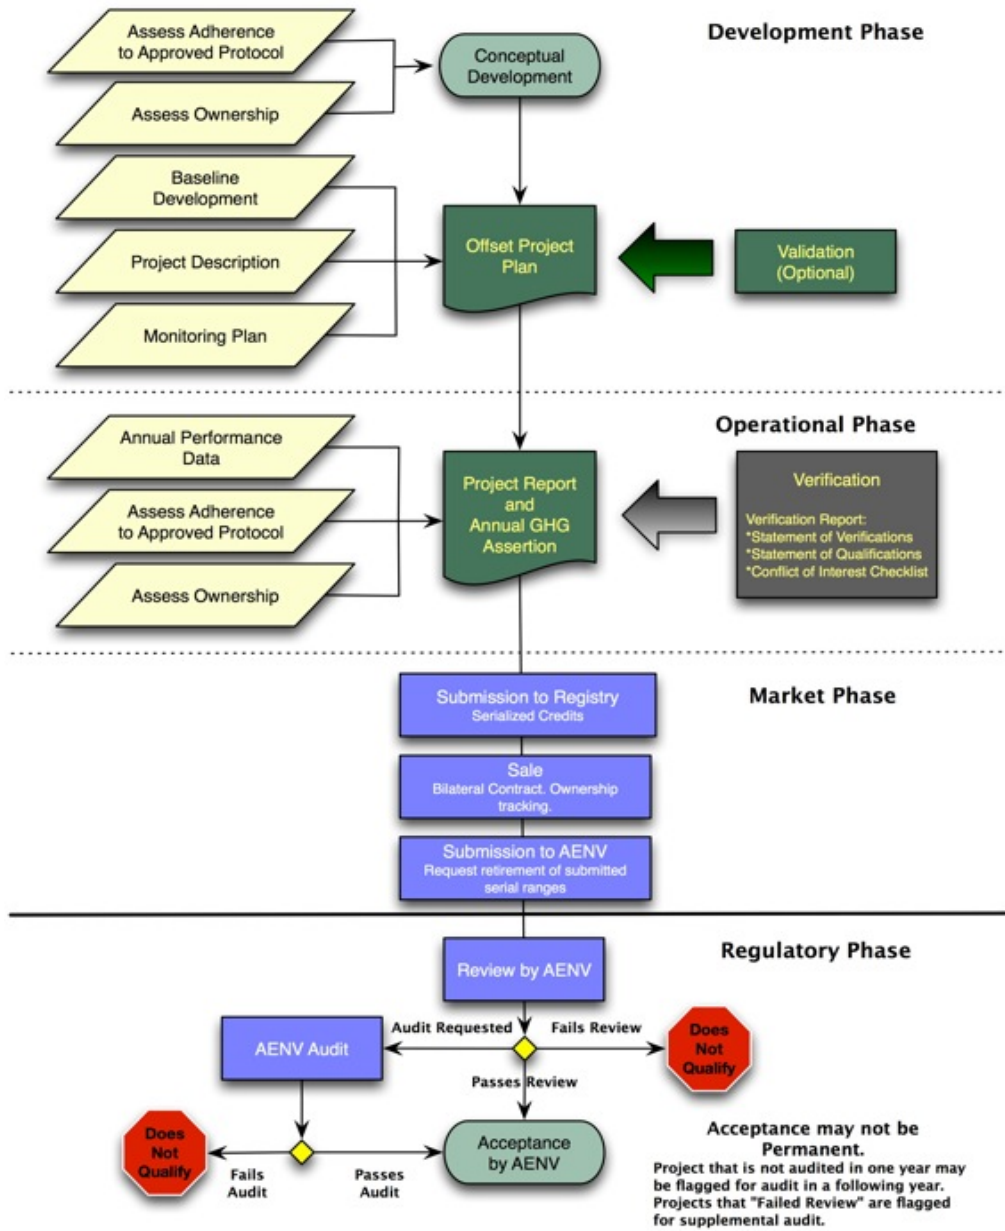 Development Phase
Assess Adherence
to Approved Protocol
Conceptual
Development
Assess Ownership
Baseline
Development
Project Description
Offset Project
Plan
Validation
(Optional)
Monitoring Plan
Operational Phase
Annual Performance
Data
Assess Adherence
to Approved Protocol
Assess Ownership
Project Report
and
Annual GHG
Assertion
Verification
Verification Report:
*Statement of Verifications
*Statement of Qualifications
*Conflict of Interest Checklist
Market Phase
Submission to Registry
Serialized Credits
Sale
Bilateral Contract. Ownership
tracking.
Submission to AENV
Request retirement of submitted
serial ranges
Regulatory Phase
Review by AENV
Audit Requested
Fails Review
AENV Audit
Does
Not
Qualify
Passes Review
Does
Not
Qualify
Fails
Audit
Passes
Audit
Acceptance
by AENV
Acceptance may not be
Permanent.
Project that is not audited in one year may
be flagged for audit in a following year.
Projects that "Failed Review" are flagged
for supplemental audit.